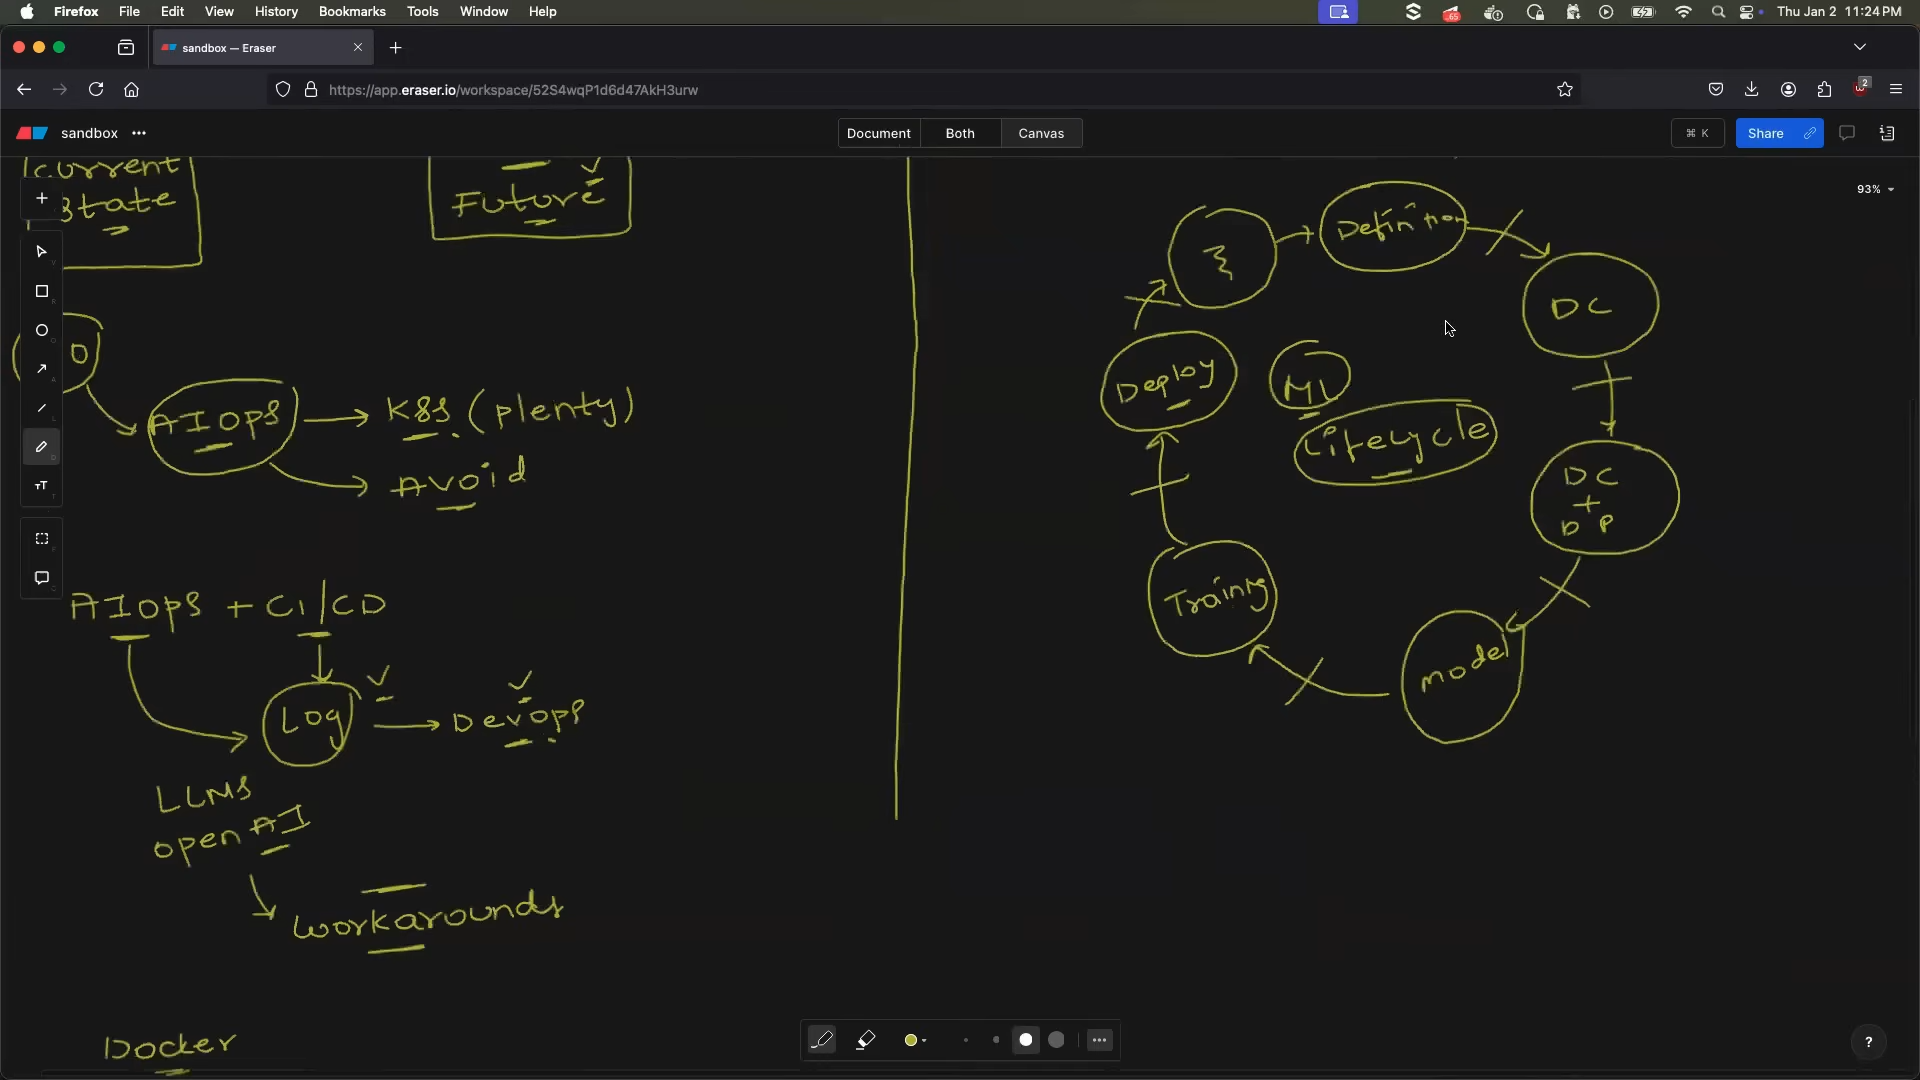 Firefox File Edit View History Bookmarks Tools Window Help
Thu Jan 2 11:24 PM
sandbox — Eraser
https://app.eraser.io/workspace/52S4wqP1d6d47AkH3urw
2
sandbox
Document Both Canvas
⌘ K
Share
93%
current
state
Future
O
AIops
K8s (plenty)
Avoid
AIops + CI/CD
Log
Devops
LLMs
open AI
workarounds
Docker
Definition
DC
DC
+
DP
model
Training
Deploy
ML
Lifecycle
?